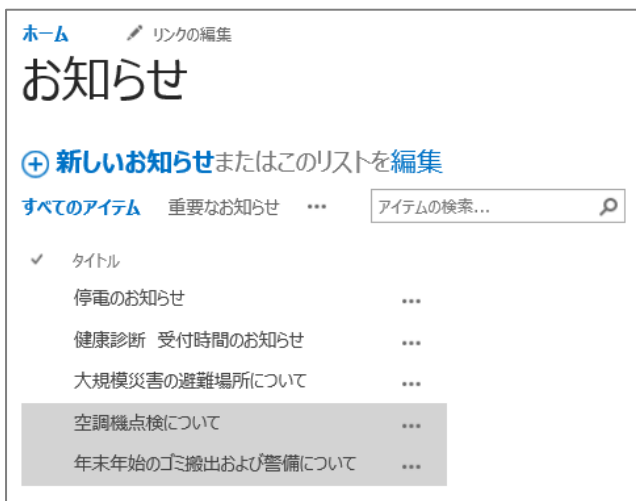 ホーム リンクの編集
お知らせ
新しいお知らせまたはこのリストを編集
すべてのアイテム 重要なお知らせ ••• アイテムの検索...
タイトル
停電のお知らせ •••
健康診断 受付時間のお知らせ •••
大規模災害の避難場所について •••
空調機点検について •••
年末年始のゴミ搬出および警備について •••